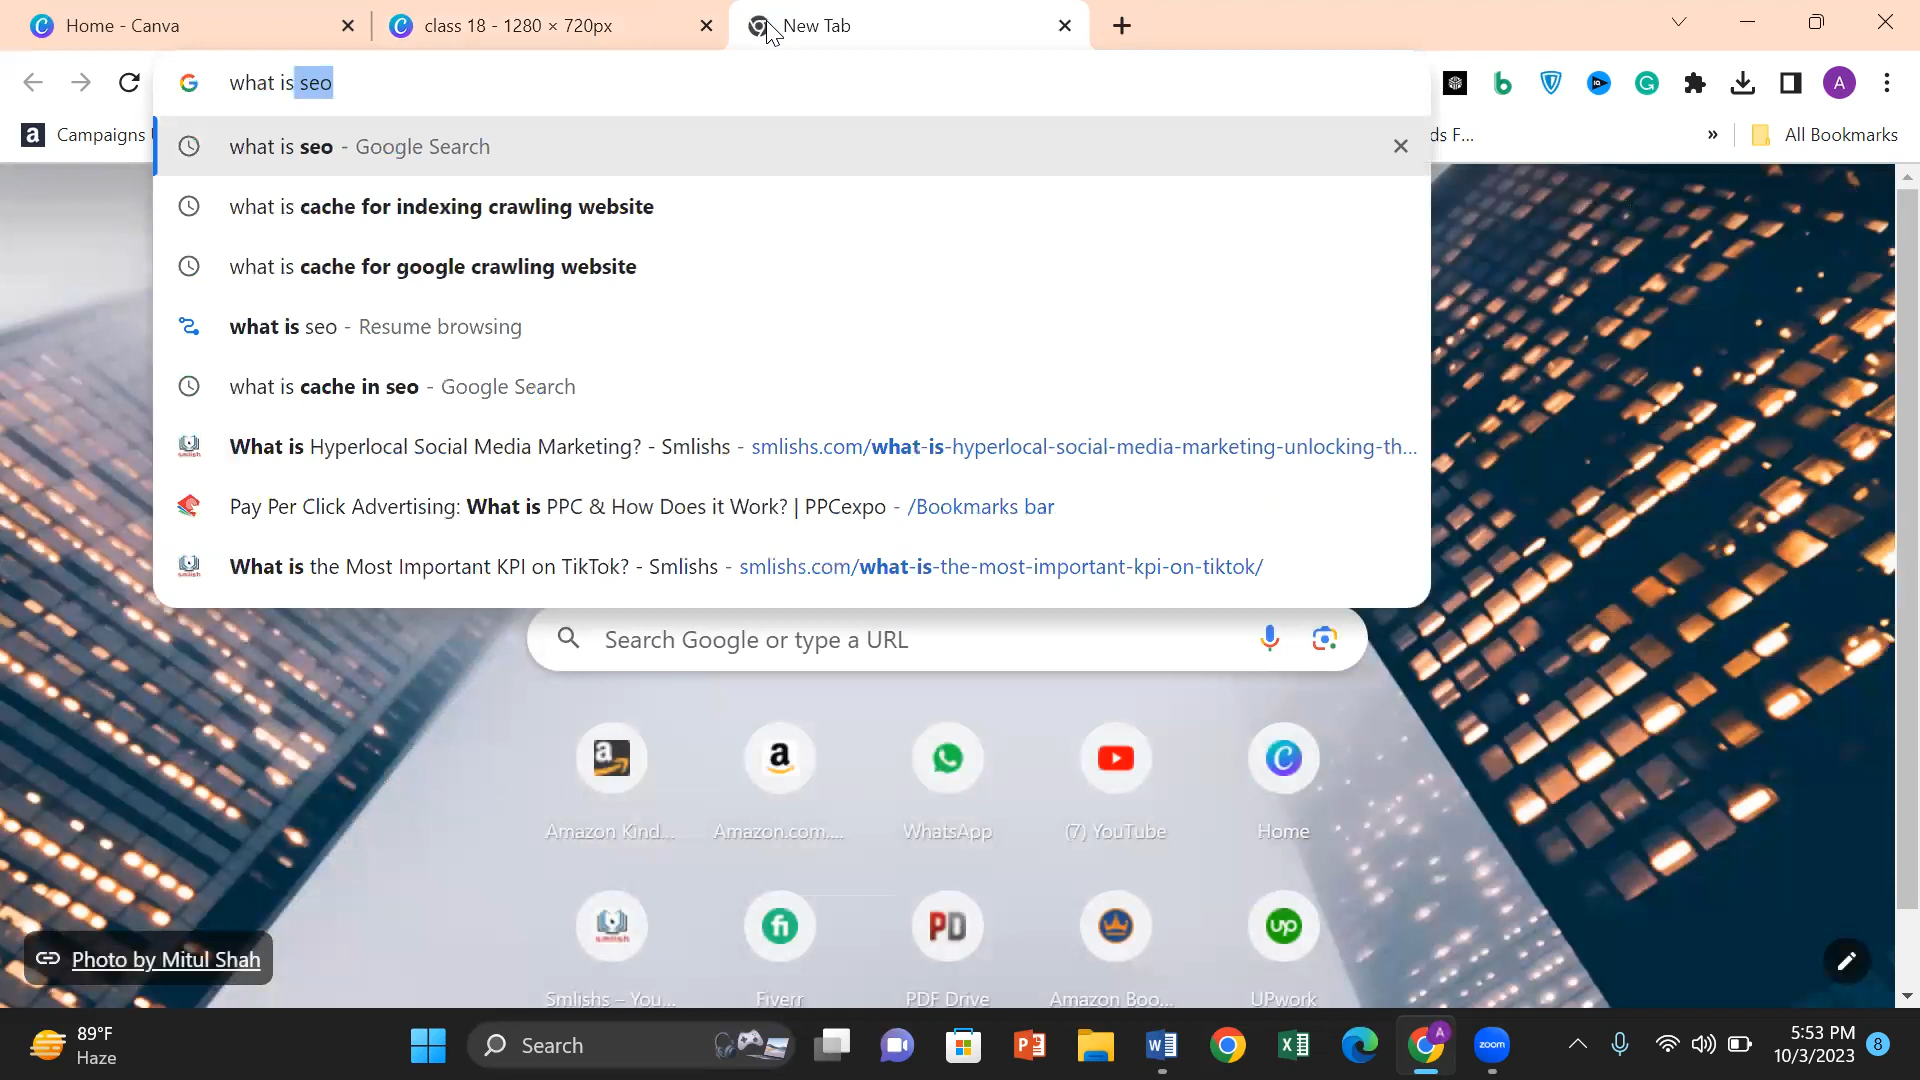 Home - Canva
class 18 - 1280 × 720px
New Tab
what is seo
Campaigns
ds F...
»
All Bookmarks
A
what is seo - Google Search
what is cache for indexing crawling website
what is cache for google crawling website
what is seo - Resume browsing
what is cache in seo - Google Search
What is Hyperlocal Social Media Marketing? - Smlishs - smlishs.com/what-is-hyperlocal-social-media-marketing-unlocking-th...
Pay Per Click Advertising: What is PPC & How Does it Work? | PPCexpo - /Bookmarks bar
What is the Most Important KPI on TikTok? - Smlishs - smlishs.com/what-is-the-most-important-kpi-on-tiktok/
Search Google or type a URL
Amazon Kind...
Amazon.com....
WhatsApp
(7) YouTube
Home
Smlishs – You...
Fiverr
PDF Drive
Amazon Boo...
UPwork
Photo by Mitul Shah
89°F
Haze
Search
zoom
5:53 PM
10/3/2023
8